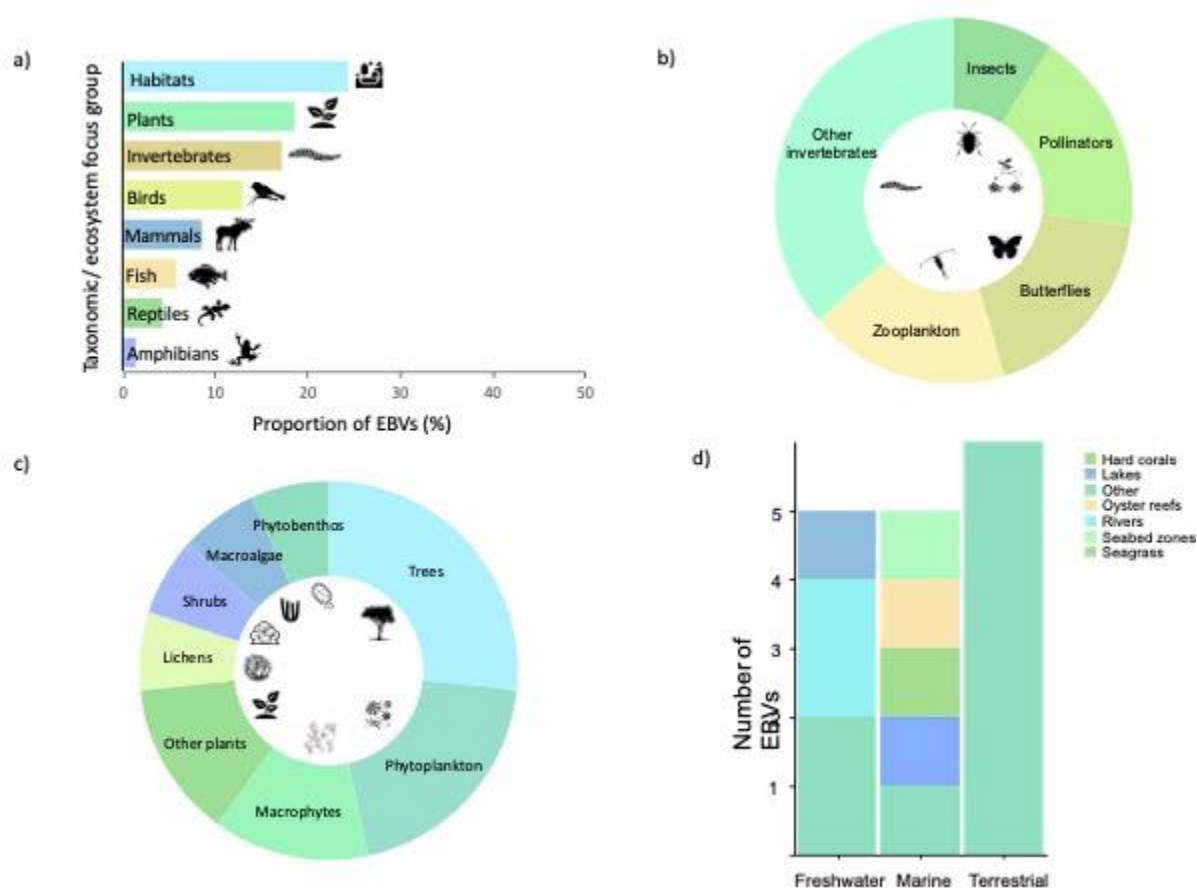 a)
Taxonomic/ ecosystem focus group
Habitats
Plants
Invertebrates
Birds
Mammals
Fish
Reptiles
Amphibians
0 10 20 30 40 50
Proportion of EBVs (%)
b)
Insects
Pollinators
Butterflies
Zooplankton
Other
invertebrates
c)
Trees
Phytoplankton
Macrophytes
Other plants
Lichens
Shrubs
Macroalgae
Phytobenthos
d)
Number of
EBVs
5
4
3
2
1
Freshwater Marine Terrestrial
Hard corals
Lakes
Other
Oyster reefs
Rivers
Seabed zones
Seagrass